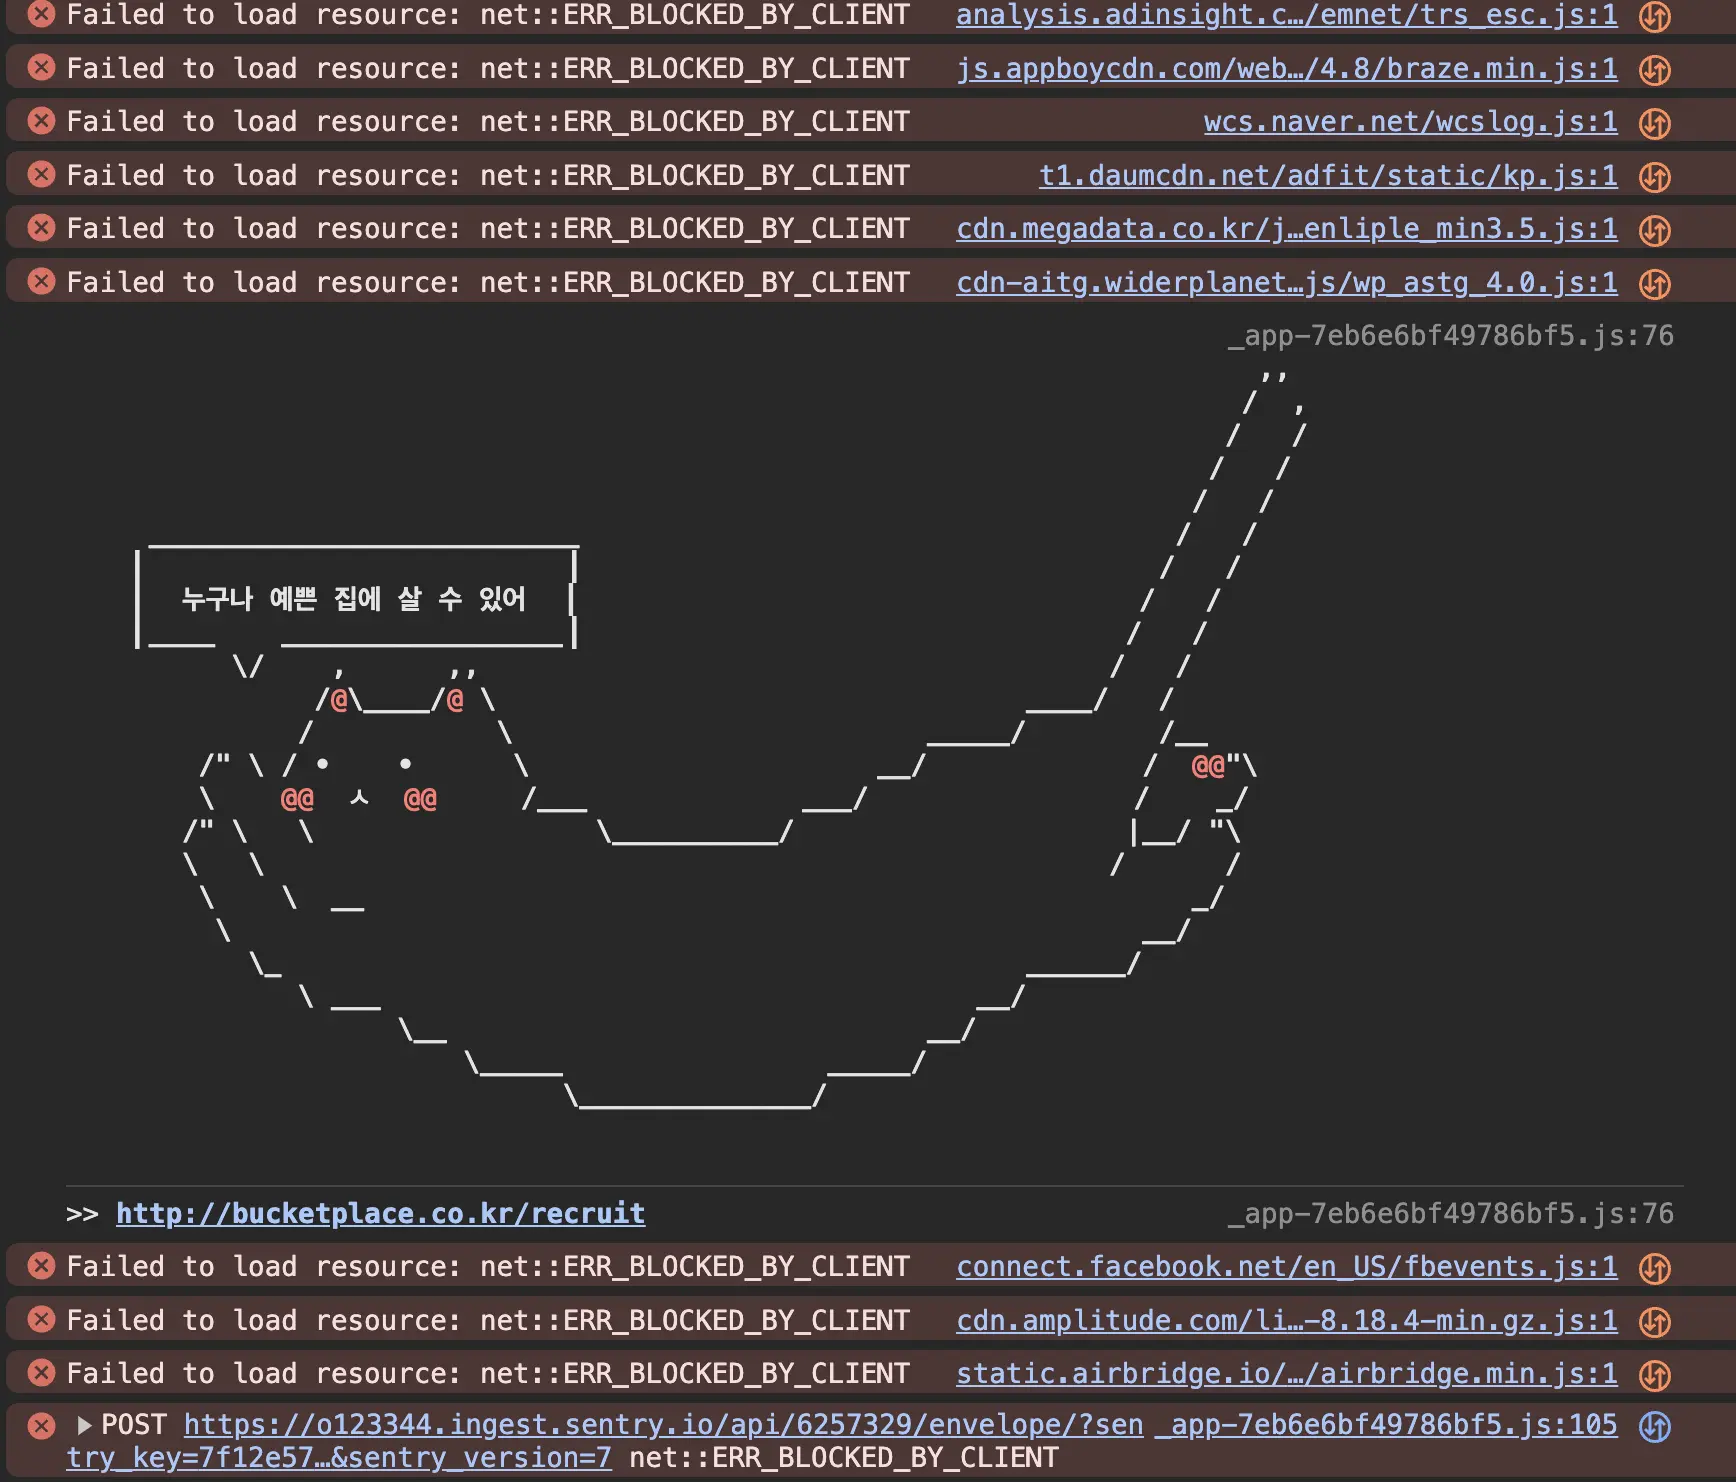 Failed to load resource: net::ERR_BLOCKED_BY_CLIENT analysis.adinsight.c…/emnet/trs_esc.js:1
Failed to load resource: net::ERR_BLOCKED_BY_CLIENT js.appboycdn.com/web…/4.8/braze.min.js:1
Failed to load resource: net::ERR_BLOCKED_BY_CLIENT wcs.naver.net/wcslog.js:1
Failed to load resource: net::ERR_BLOCKED_BY_CLIENT t1.daumcdn.net/adfit/static/kp.js:1
Failed to load resource: net::ERR_BLOCKED_BY_CLIENT cdn.megadata.co.kr/j…enliple_min3.5.js:1
Failed to load resource: net::ERR_BLOCKED_BY_CLIENT cdn-aitg.widerplanet…js/wp_astg_4.0.js:1
_app-7eb6e6bf49786bf5.js:76
누구나 예쁜 집에 살 수 있어
>> http://bucketplace.co.kr/recruit _app-7eb6e6bf49786bf5.js:76
Failed to load resource: net::ERR_BLOCKED_BY_CLIENT connect.facebook.net/en_US/fbevents.js:1
Failed to load resource: net::ERR_BLOCKED_BY_CLIENT cdn.amplitude.com/li…-8.18.4-min.gz.js:1
Failed to load resource: net::ERR_BLOCKED_BY_CLIENT static.airbridge.io/…/airbridge.min.js:1
POST https://o123344.ingest.sentry.io/api/6257329/envelope/?sen _app-7eb6e6bf49786bf5.js:105
try_key=7f12e57…&sentry_version=7 net::ERR_BLOCKED_BY_CLIENT